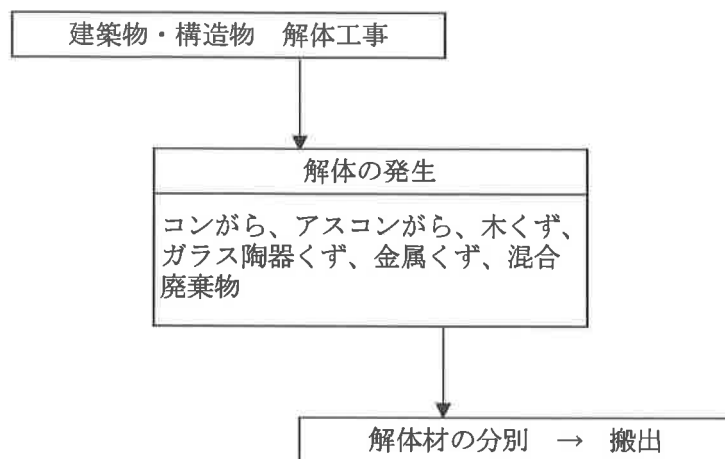 建築物・構造物　解体工事
解体の発生
コンがら、アスコンがら、木くず、
ガラス陶器くず、金属くず、混合
廃棄物
解体材の分別　→　搬出